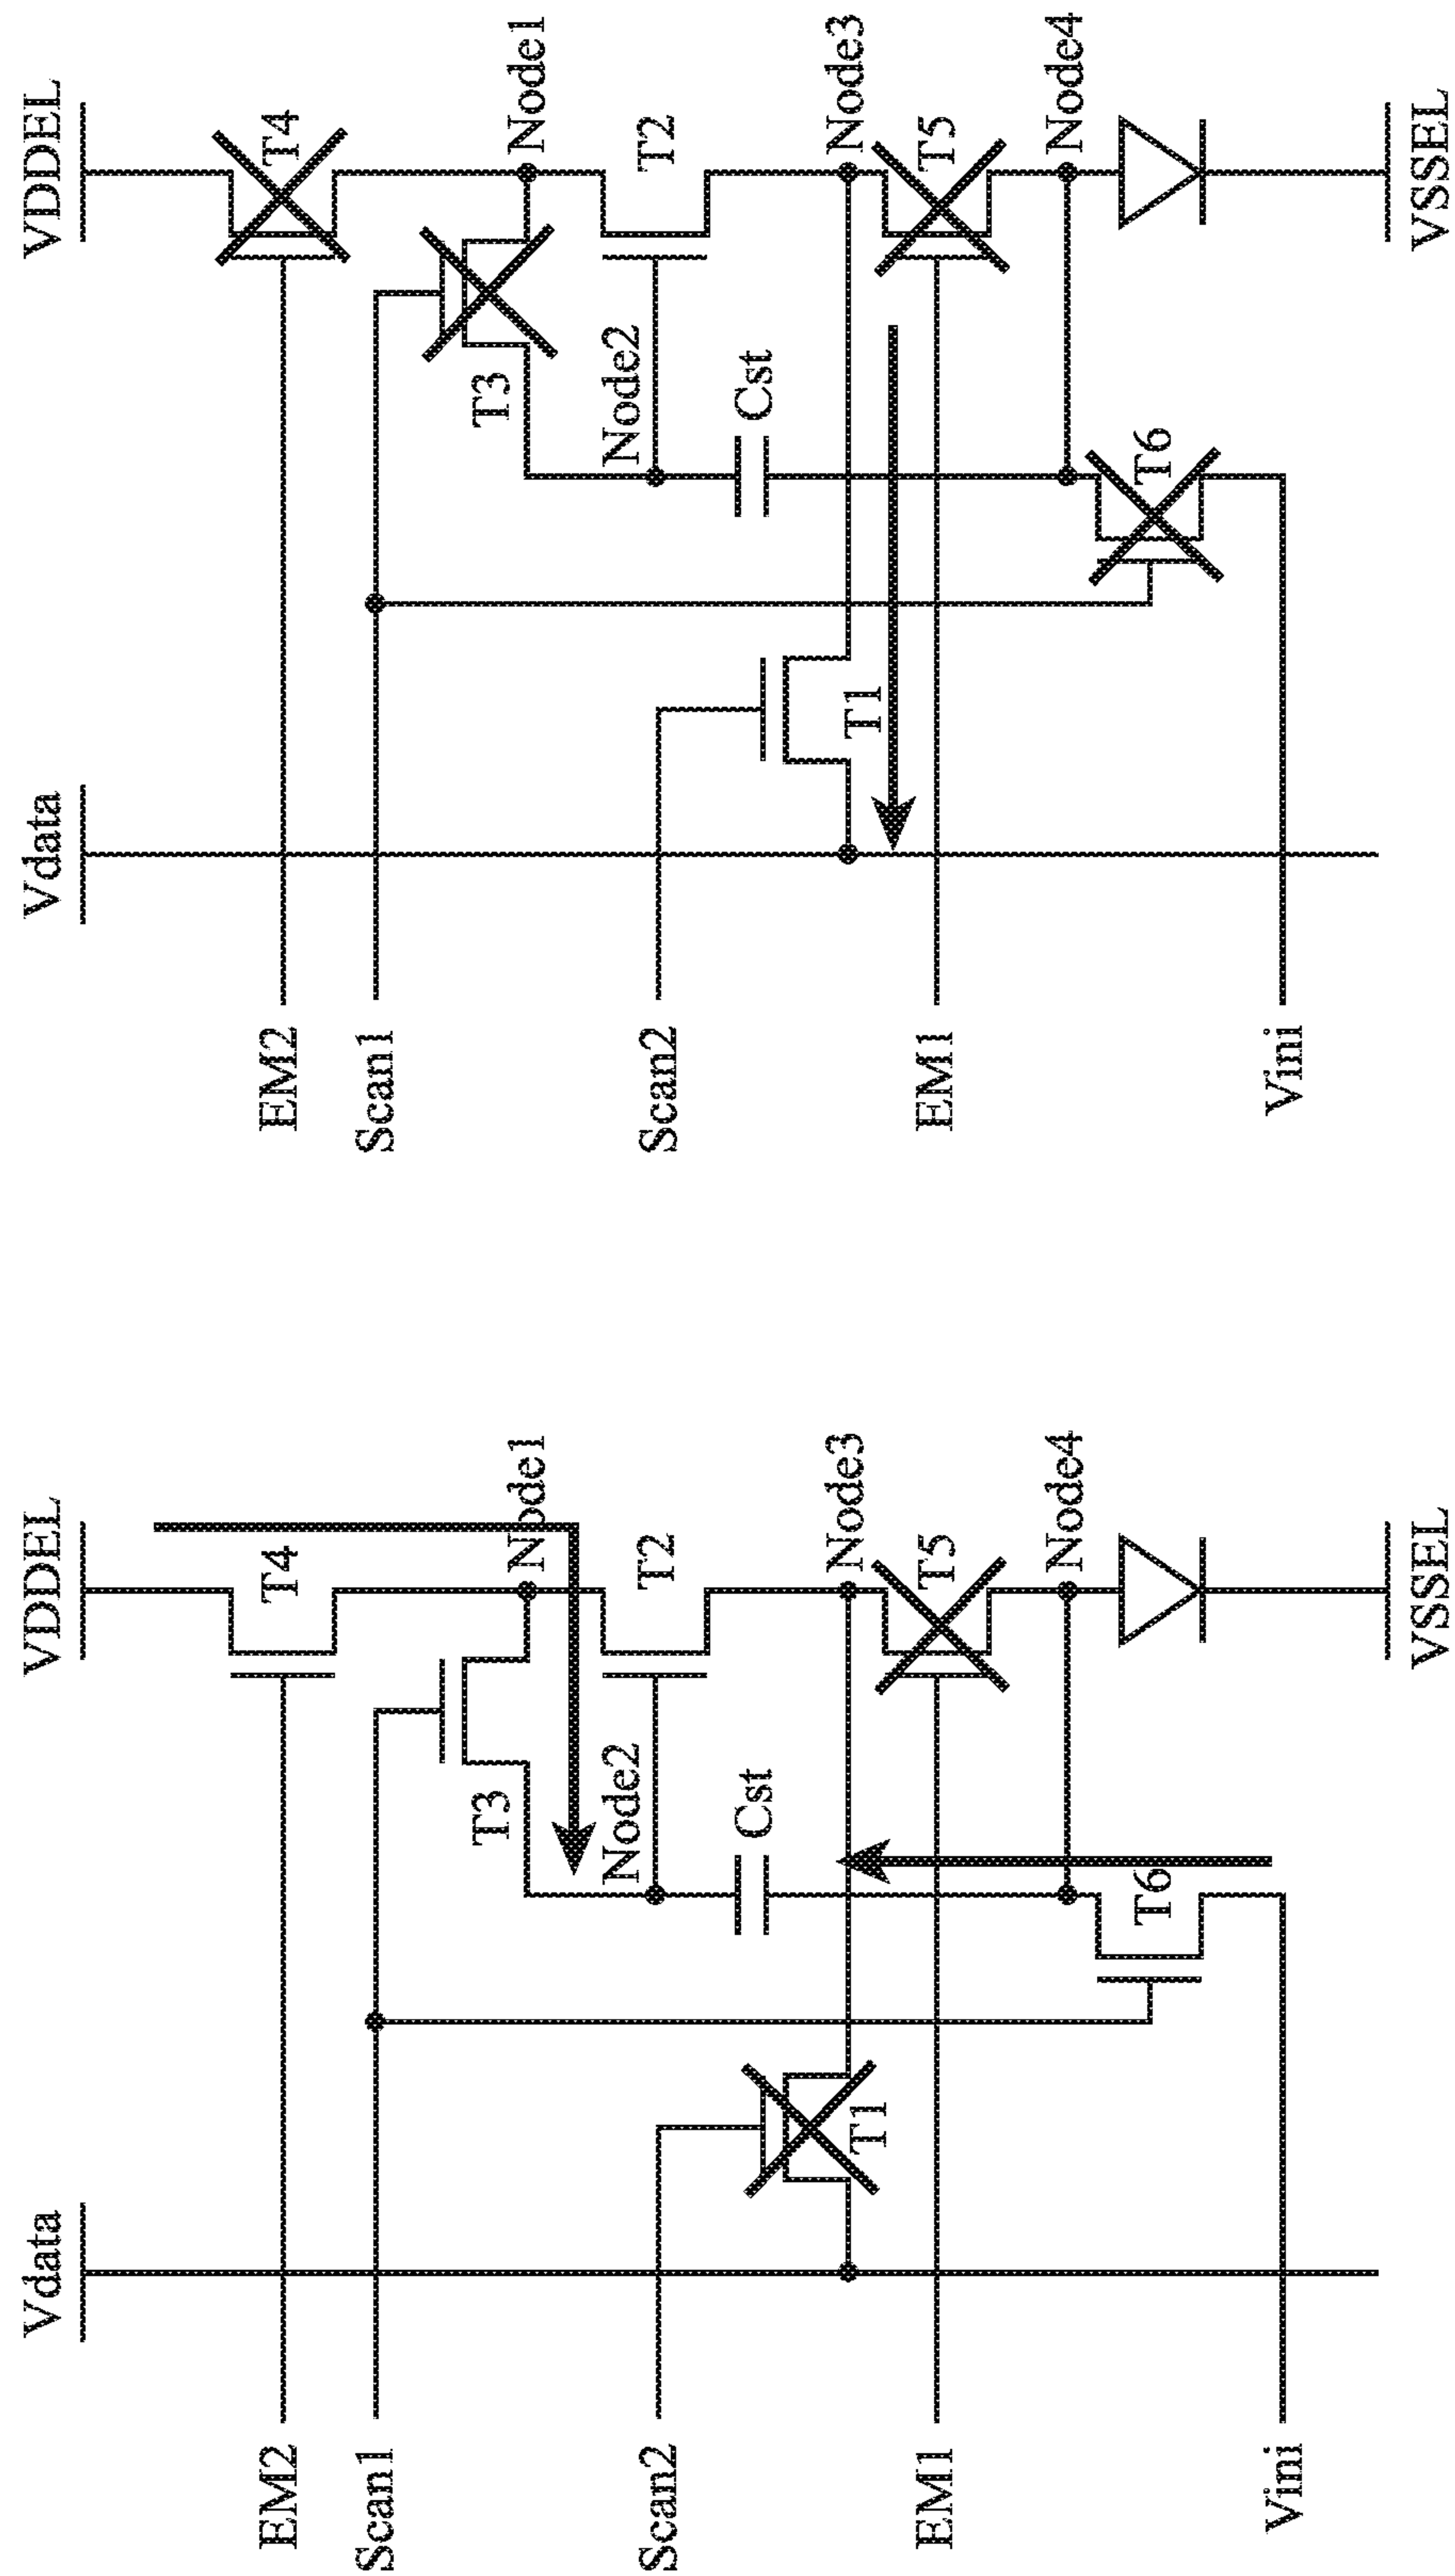 Vdata
VDDEL
EM2
T4
Scan1
Node1
T3
T2
Node2
Scan2
Cst
T1
Node3
T5
EM1
Node4
T6
Vini
VSSEL
Vdata
VDDEL
EM2
T4
Scan1
Node1
T3
T2
Node2
Scan2
Cst
T1
Node3
T5
EM1
Node4
T6
Vini
VSSEL